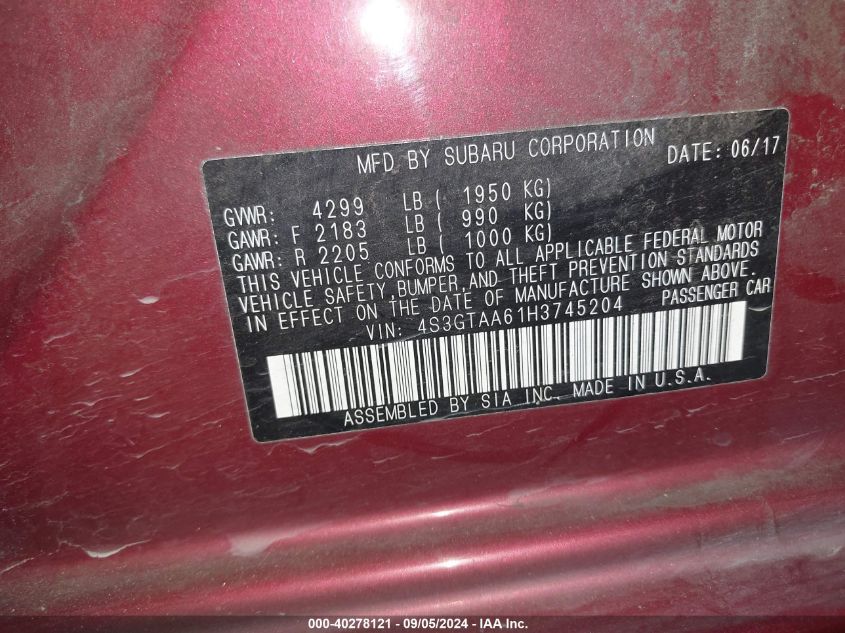 MFD BY SUBARU CORPORATION DATE: 06/17
GVWR: 4299 LB ( 1950 KG)
GAWR: F 2183 LB ( 990 KG)
GAWR: R 2205 LB ( 1000 KG)
THIS VEHICLE CONFORMS TO ALL APPLICABLE FEDERAL MOTOR
VEHICLE SAFETY,BUMPER,AND THEFT PREVENTION STANDARDS
IN EFFECT ON THE DATE OF MANUFACTURE SHOWN ABOVE.
VIN: 4S3GTAA61H3745204 PASSENGER CAR
ASSEMBLED BY SIA INC. MADE IN U.S.A.
000-40278121 - 09/05/2024 - IAA Inc.